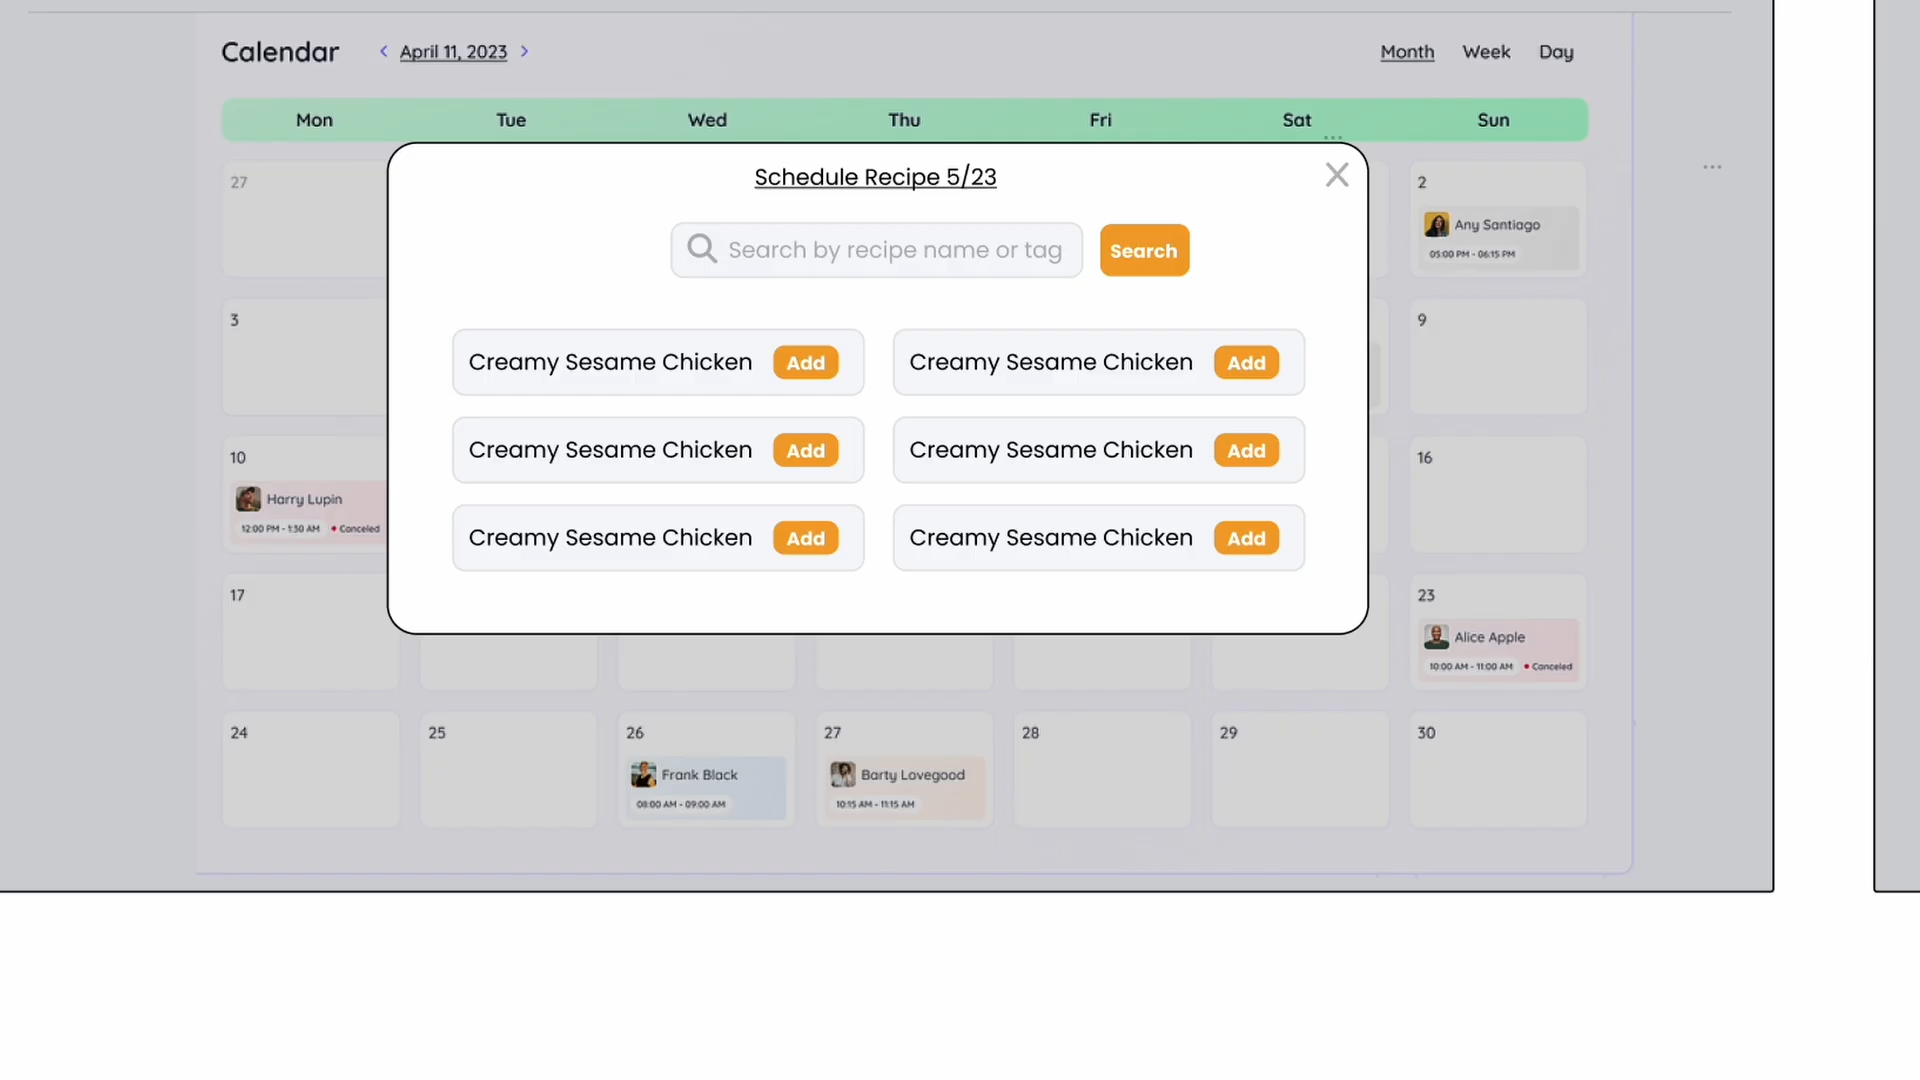 Calendar < April 11, 2023 > Month Week Day
Mon Tue Wed Thu Fri Sat Sun
27
2
Any Santiago
05:00 PM - 06:15 PM
Schedule Recipe 5/23
Search by recipe name or tag Search
Creamy Sesame Chicken Add Creamy Sesame Chicken Add
Creamy Sesame Chicken Add Creamy Sesame Chicken Add
Creamy Sesame Chicken Add Creamy Sesame Chicken Add
3
9
10
Harry Lupin
12:00 PM - 1:30 AM Canceled
16
17
23
Alice Apple
10:00 AM - 11:00 AM Canceled
24 25 26 27 28 29 30
Frank Black Barty Lovegood
08:00 AM - 09:00 AM 10:15 AM - 11:15 AM